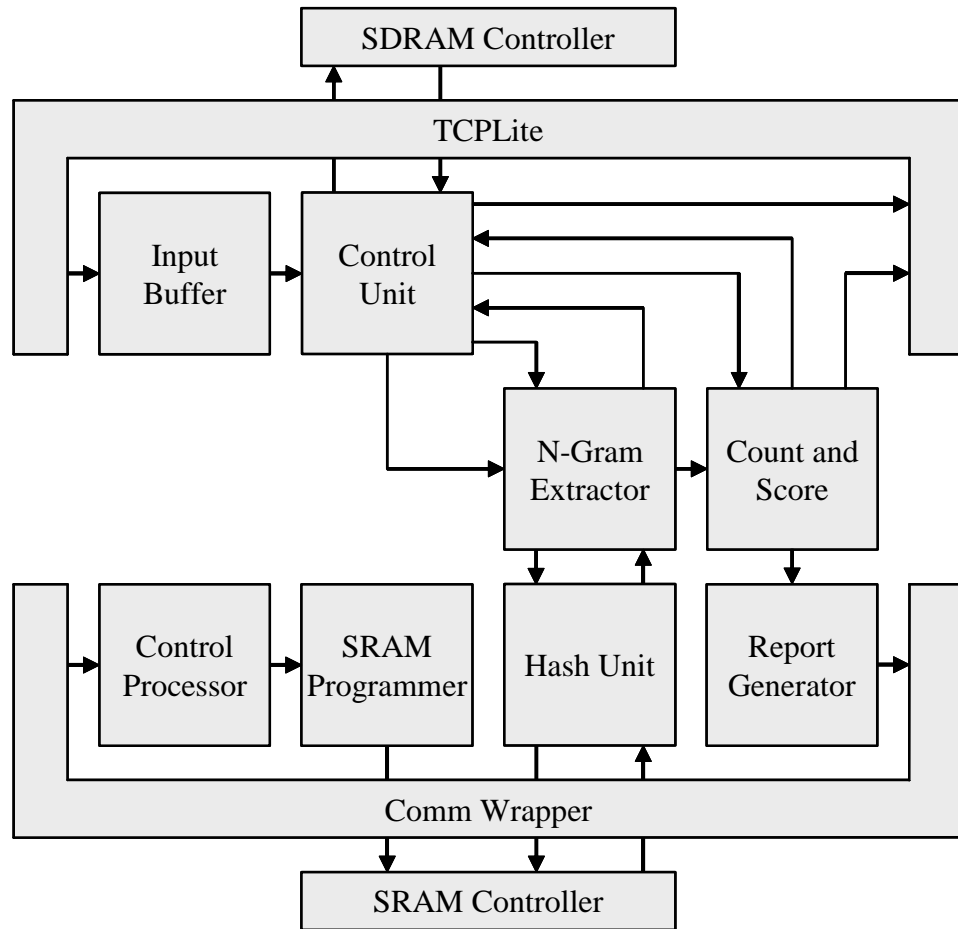 SDRAM Controller
TCPLite
Input
Buffer
Control
Unit
N-Gram
Extractor
Count and
Score
Control
Processor
SRAM
Programmer
Hash Unit
Report
Generator
Comm Wrapper
SRAM Controller